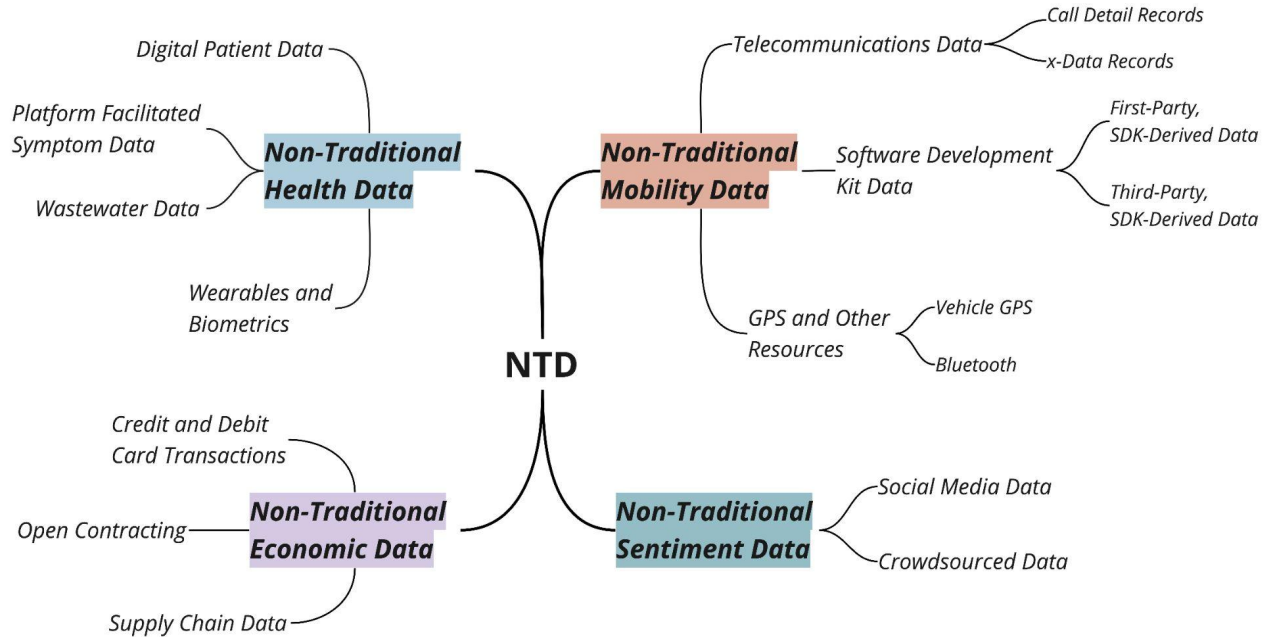 Digital Patient Data
Platform Facilitated
Symptom Data
Wastewater Data
Wearables and
Biometrics
Non-Traditional
Health Data
Non-Traditional
Mobility Data
Telecommunications Data
Call Detail Records
x-Data Records
Software Development
Kit Data
First-Party,
SDK-Derived Data
Third-Party,
SDK-Derived Data
GPS and Other
Resources
Vehicle GPS
Bluetooth
NTD
Credit and Debit
Card Transactions
Open Contracting
Supply Chain Data
Non-Traditional
Economic Data
Non-Traditional
Sentiment Data
Social Media Data
Crowdsourced Data